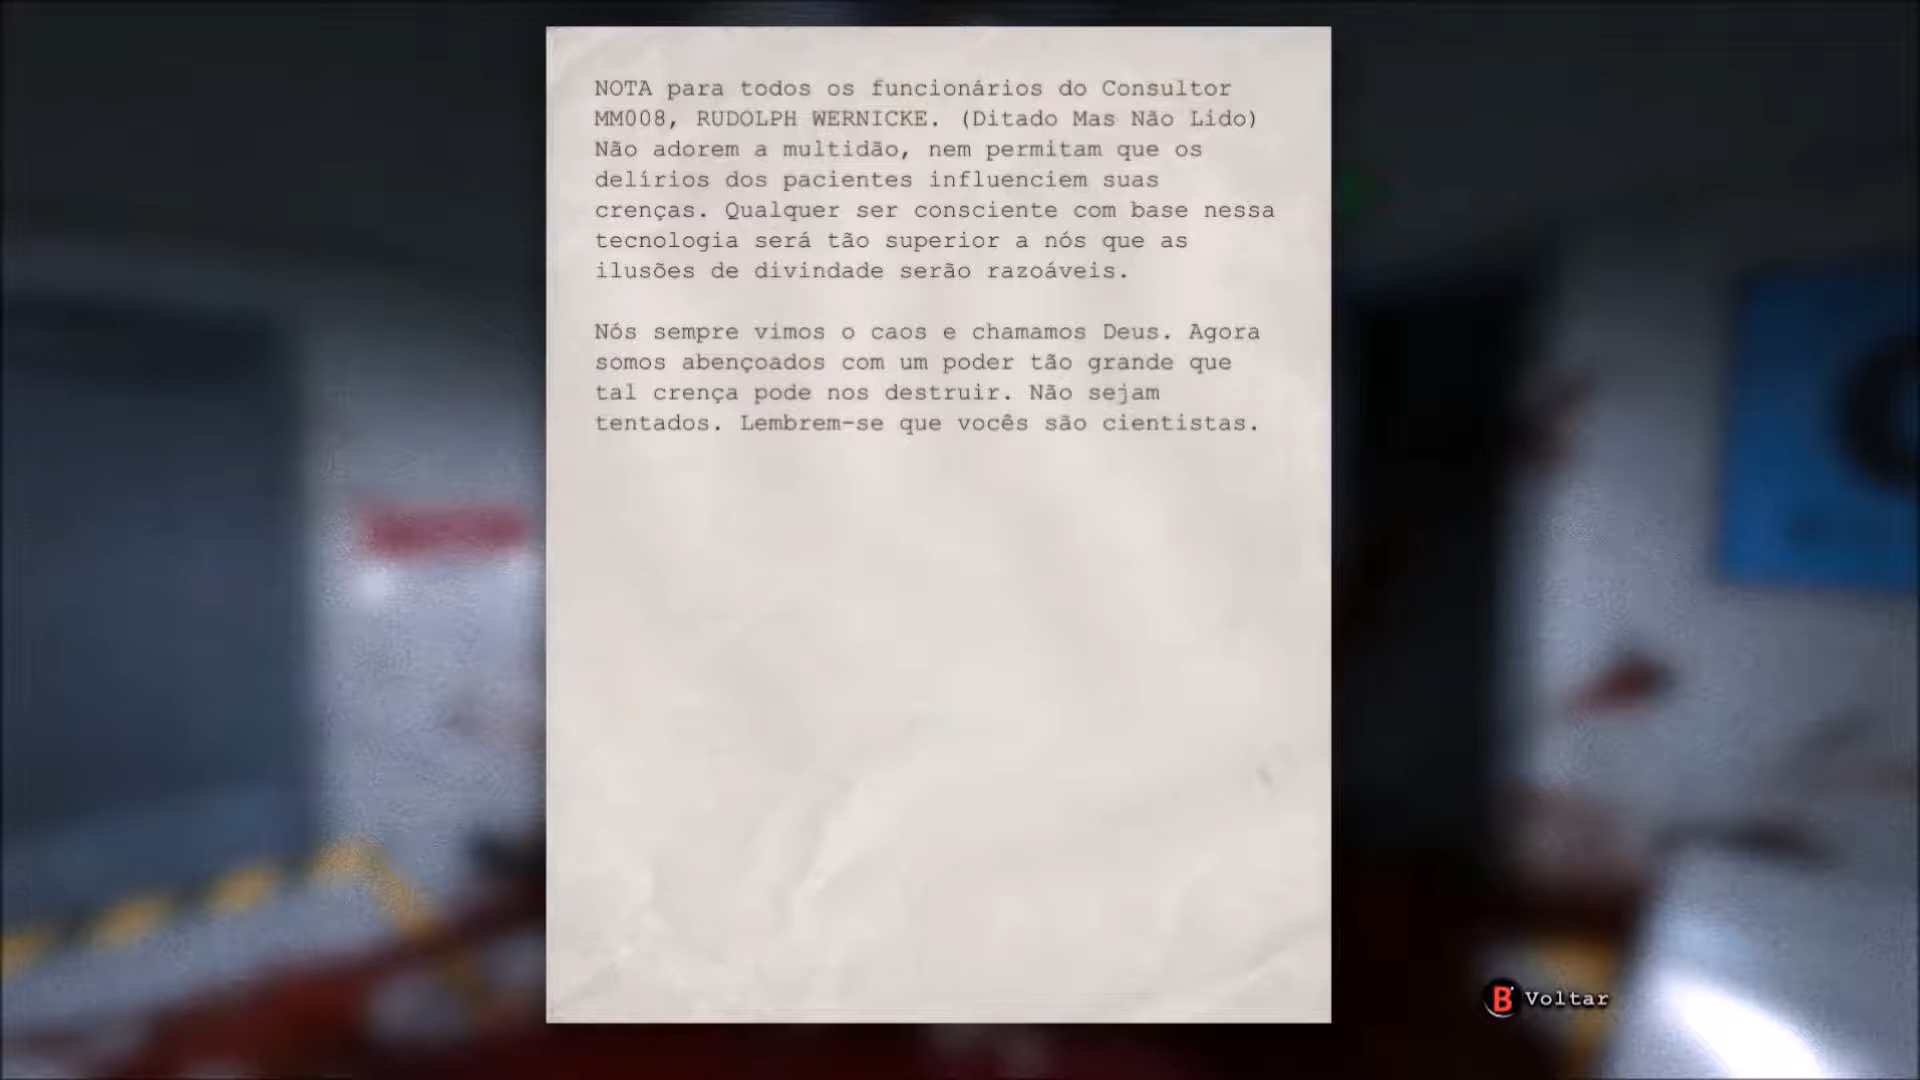 NOTA para todos os funcionários do Consultor
MM008, RUDOLPH WERNICKE. (Ditado Mas Não Lido)
Não adorem a multidão, nem permitam que os
delírios dos pacientes influenciem suas
crenças. Qualquer ser consciente com base nessa
tecnologia será tão superior a nós que as
ilusões de divindade serão razoáveis.
Nós sempre vimos o caos e chamamos Deus. Agora
somos abençoados com um poder tão grande que
tal crença pode nos destruir. Não sejam
tentados. Lembrem-se que vocês são cientistas.
B Voltar